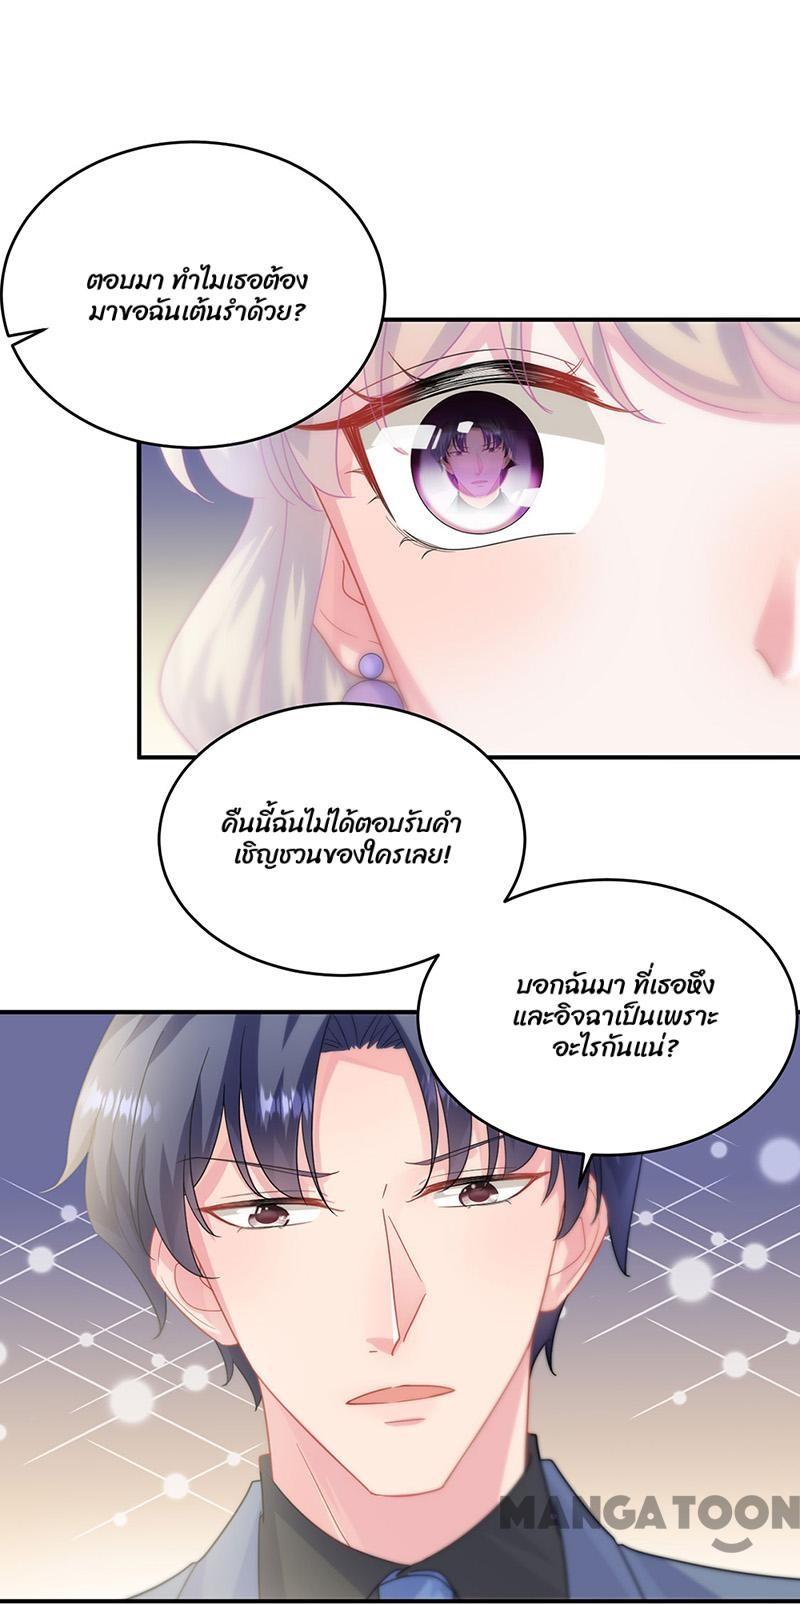 ตอบมา ทำไมเธอต้อง
มาขอฉันเต้นรำด้วย?
คืนนี้ฉันไม่ได้ตอบรับคำ
เชิญชวนของใครเลย!
บอกฉันมา ที่เธอหึง
และอิจฉาเป็นเพราะ
อะไรกันแน่?
MANGATOON